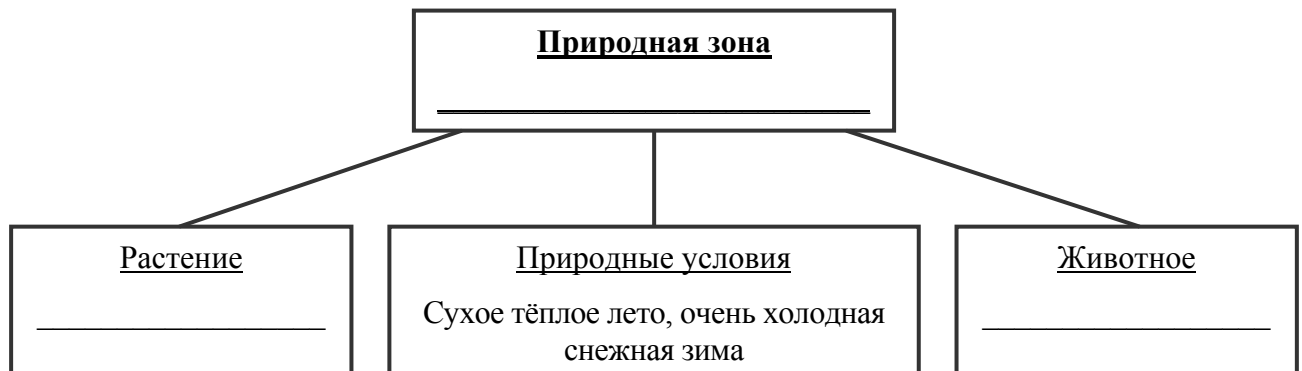 Природная зона
Растение
Природные условия
Животное
Сухое тёплое лето, очень холодная
снежная зима